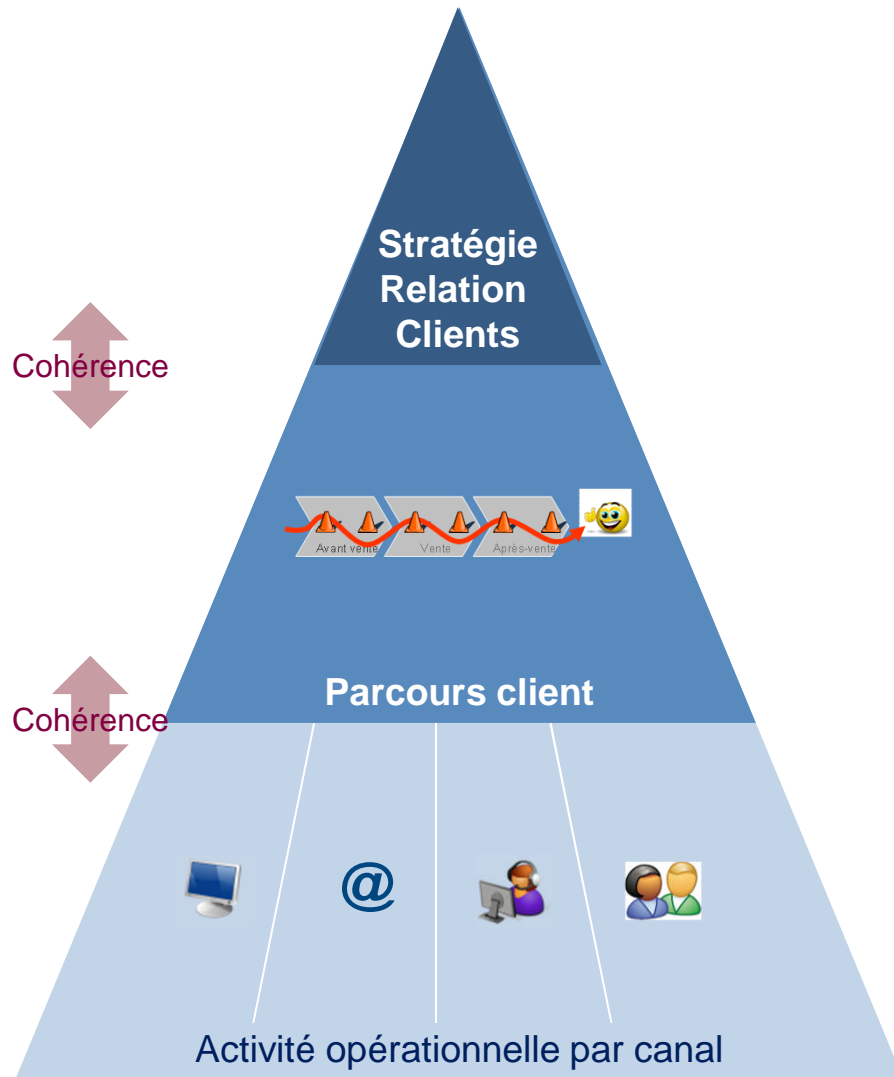 Stratégie
Relation
Clients
Cohérence
Avant vente
Vente
Après-vente
Parcours client
Cohérence
@
Activité opérationnelle par canal